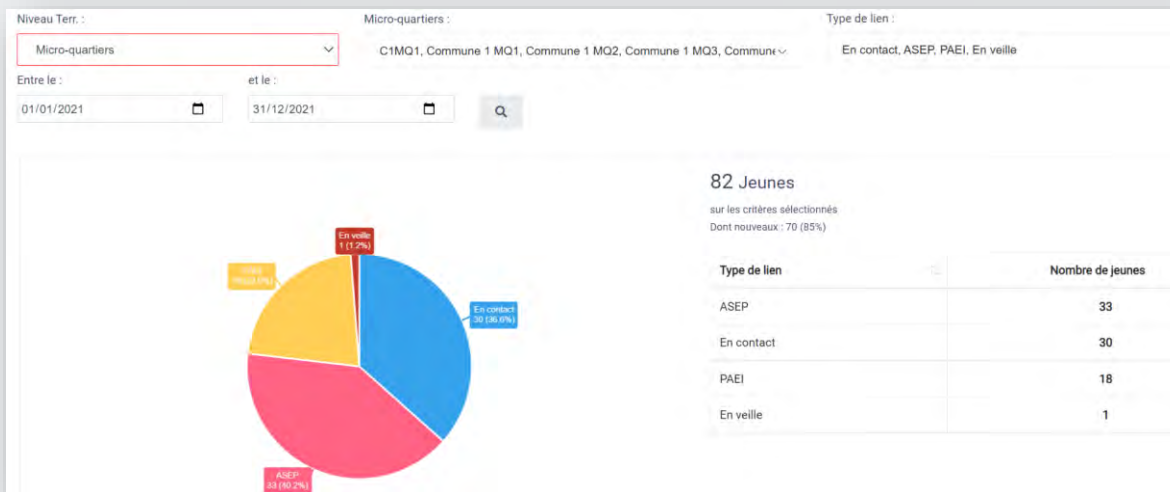 Niveau Terr. :
Micro-quartiers :
Type de lien :
Micro-quartiers
C1MQ1, Commune 1 MQ1, Commune 1 MQ2, Commune 1 MQ3, Commune
En contact, ASEP, PAEI, En veille
Entre le :
et le :
01/01/2021
31/12/2021
82 Jeunes
sur les critères sélectionnés
Dont nouveaux : 70 (85%)
En veille
1 (1.2%)
En contact
30 (36.6%)
ASEP
33 (40.2%)
Type de lien
Nombre de jeunes
ASEP
33
En contact
30
PAEI
18
En veille
1